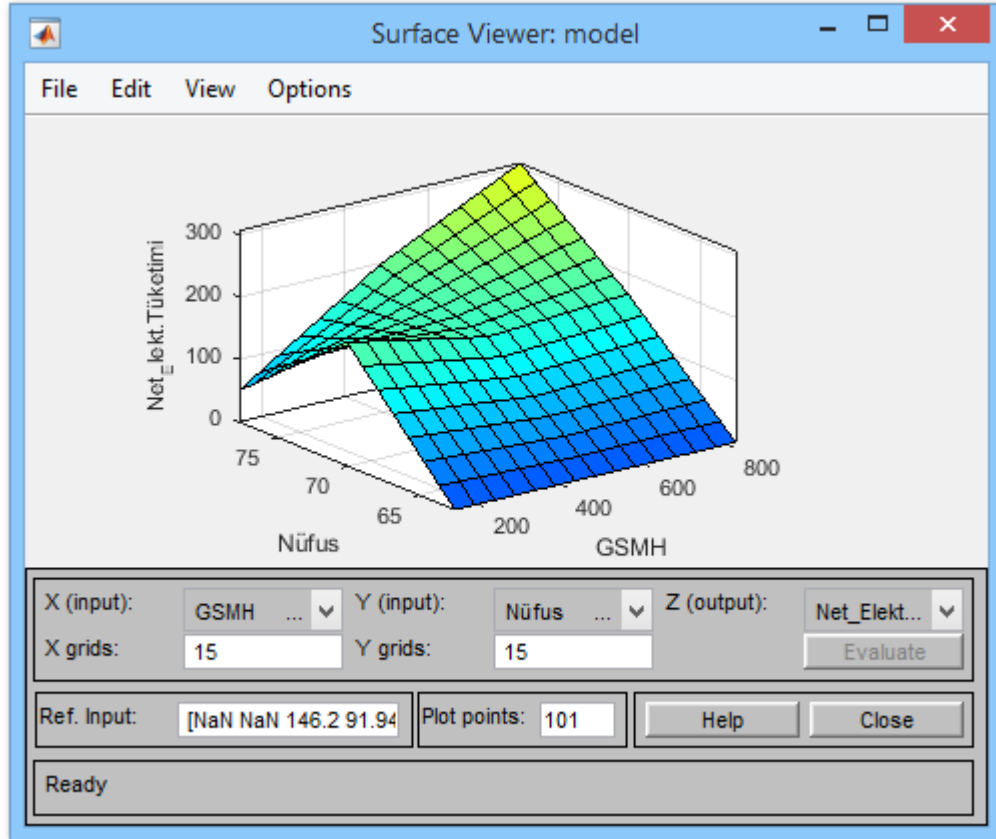 Surface Viewer: model
File Edit View Options
300
200
100
0
Net_Elekt.Tüketimi
75
70
65
Nüfus
200
400
600
800
GSMH
X (input): GSMH ... Y (input): Nüfus ... Z (output): Net_Elekt...
X grids: 15 Y grids: 15 Evaluate
Ref. Input: [NaN NaN 146.2 91.94 Plot points: 101 Help Close
Ready